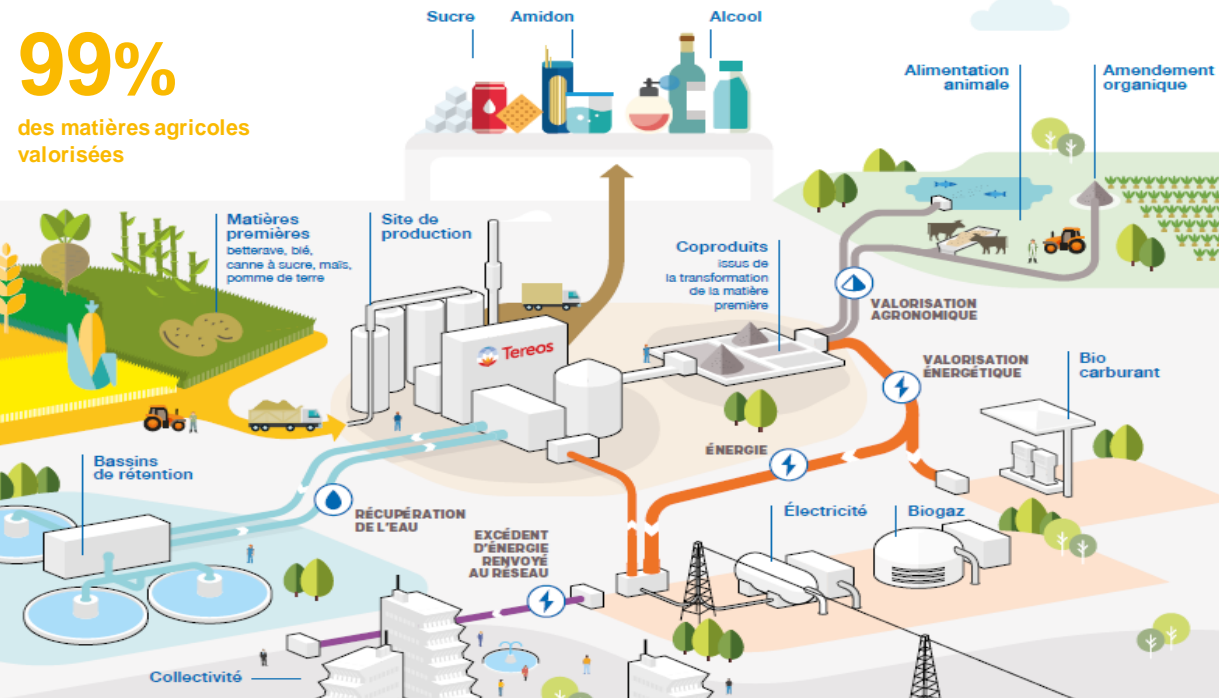 99%
des matières agricoles
valorisées
Sucre
Amidon
Alcool
Alimentation
animale
Amendement
organique
Matières
premières
betterave, blé,
canne à sucre, maïs,
pomme de terre
Site de
production
Coproduits
issus de
la transformation
de la matière
première
VALORISATION
AGRONOMIQUE
Tereos
VALORISATION
ÉNERGÉTIQUE
Bio
carburant
ÉNERGIE
Bassins
de rétention
RÉCUPÉRATION
DE L'EAU
EXCÉDENT
D'ÉNERGIE
RENVOYÉ
AU RÉSEAU
Électricité
Biogaz
Collectivité